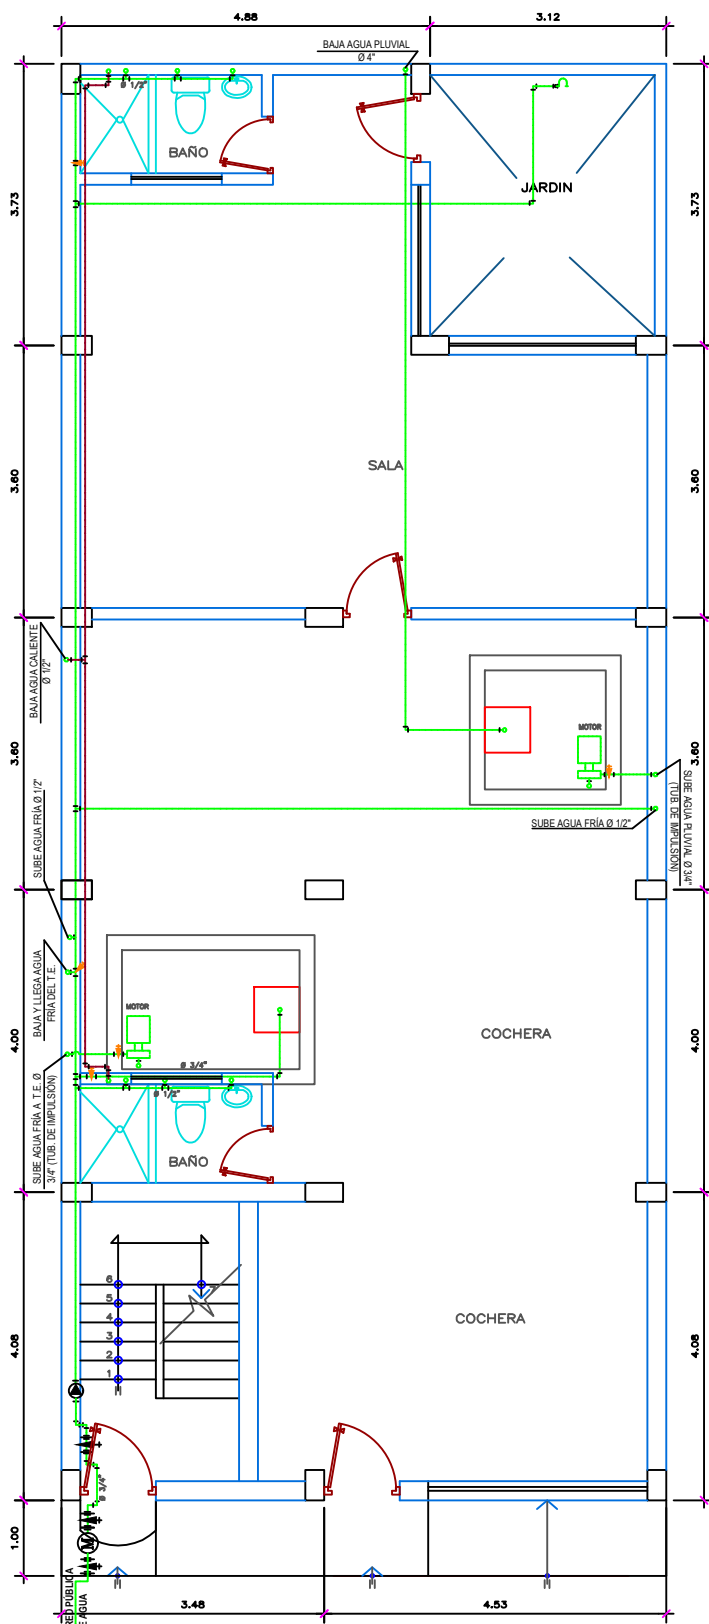 4.88
3.12
BAJA AGUA PLUVIAL
Ø 4"
Ø 1/2"
BAÑO
JARDIN
3.73
3.73
SALA
3.60
3.60
BAJA AGUA CALIENTE
Ø 1/2"
MOTOR
3.60
3.60
SUBE AGUA FRÍA Ø 1/2"
SUBE AGUA PLUVIAL Ø 3/4"
(TUB. DE IMPULSIÓN)
SUBE AGUA FRÍA Ø 1/2"
BAJA Y LLEGA AGUA
FRÍA DEL T.E.
MOTOR
COCHERA
4.00
4.00
Ø 3/4"
Ø 1/2"
SUBE AGUA FRÍA A T.E. Ø
3/4" (TUB. DE IMPULSIÓN)
BAÑO
6
5
4
3
2
1
COCHERA
4.08
4.08
Ø 3/4"
M
1.00
RED PÚBLICA
DE AGUA
3.48
4.53